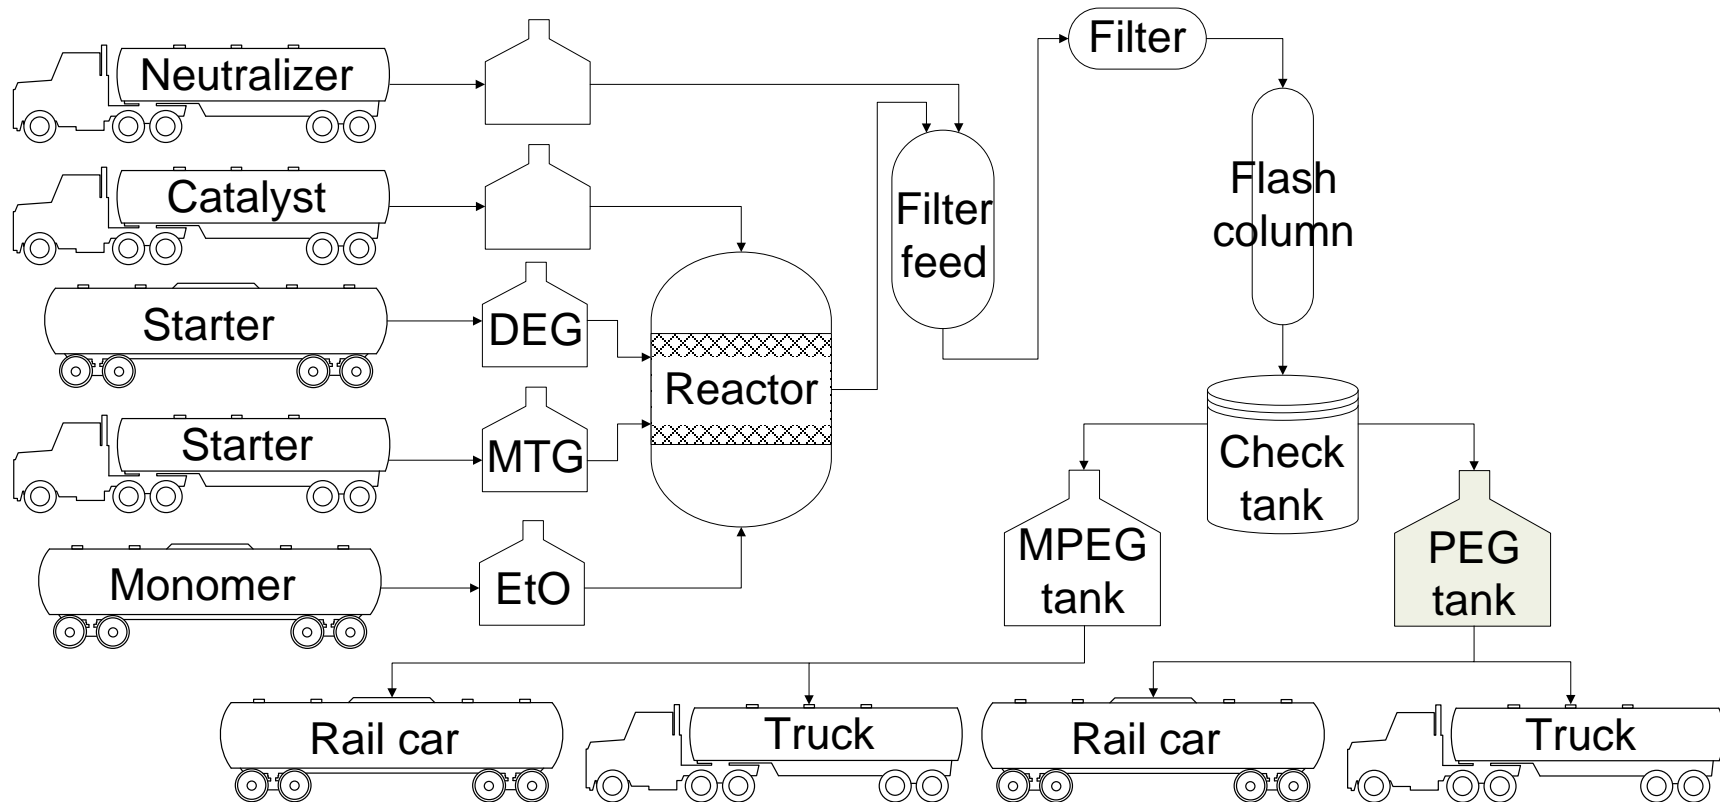 Neutralizer
Catalyst
Starter
Starter
Monomer
DEG
MTG
EtO
Reactor
Filter
feed
Filter
Flash
column
Check
tank
MPEG
tank
PEG
tank
Rail car
Truck
Rail car
Truck